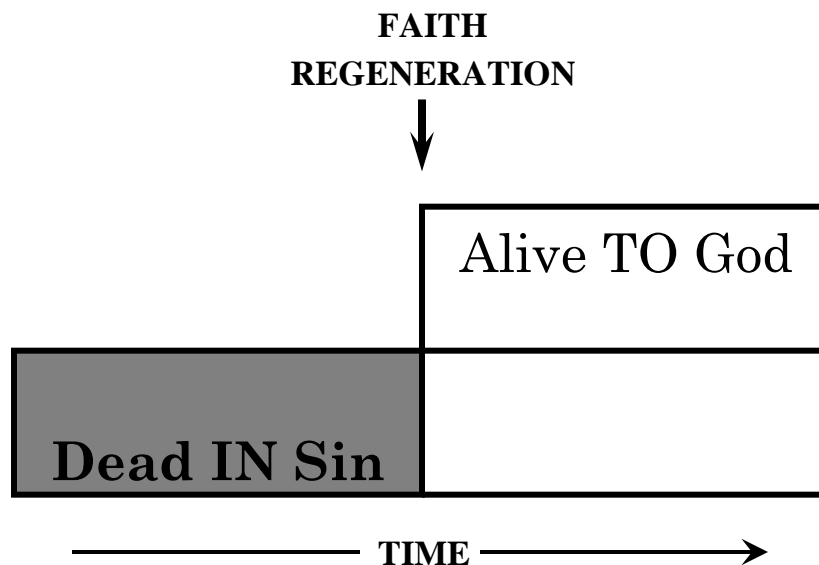 FAITH
REGENERATION
Alive TO God
Dead IN Sin
TIME